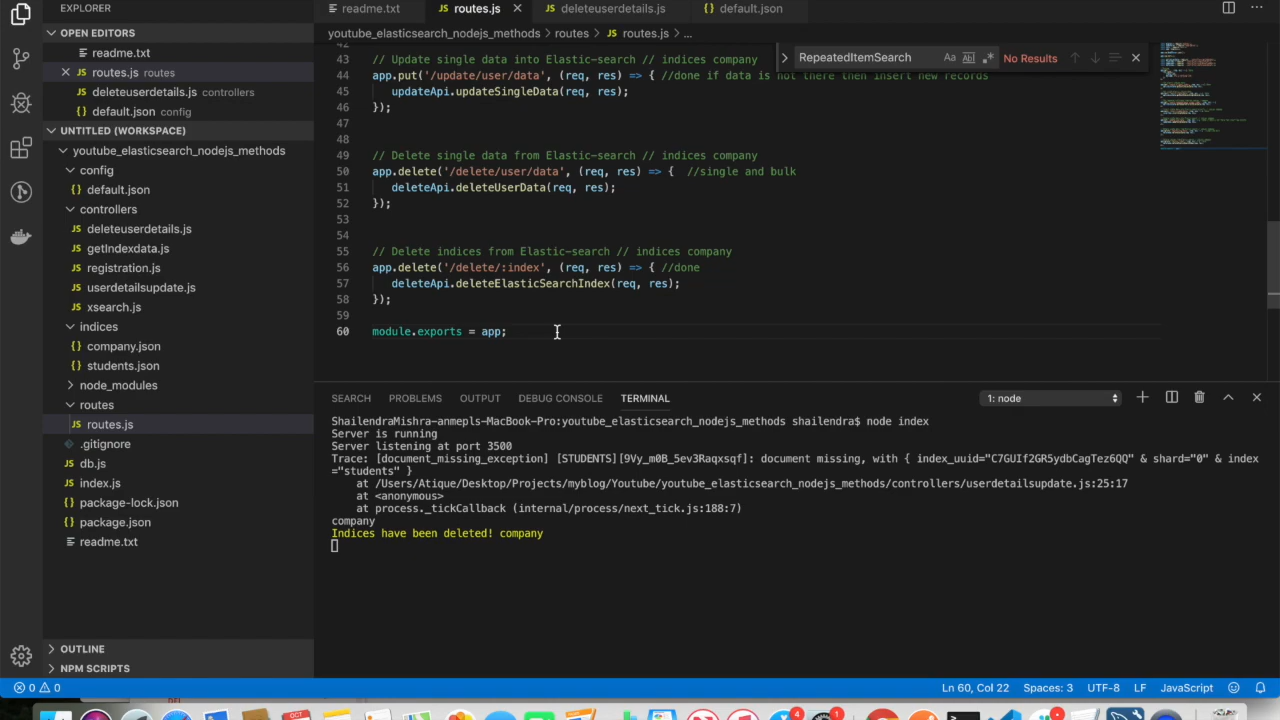 EXPLORER
OPEN EDITORS
readme.txt
routes.js routes
deleteuserdetails.js controllers
default.json config
UNTITLED (WORKSPACE)
youtube_elasticsearch_nodejs_methods
config
default.json
controllers
deleteuserdetails.js
getIndexdata.js
registration.js
userdetailsupdate.js
xsearch.js
indices
company.json
students.json
node_modules
routes
routes.js
.gitignore
db.js
index.js
package-lock.json
package.json
readme.txt
OUTLINE
NPM SCRIPTS
readme.txt routes.js deleteuserdetails.js default.json
youtube_elasticsearch_nodejs_methods > routes > routes.js > ...
RepeatedItemSearch No Results
42
43 // Update single data into Elastic-search // indices company
44 app.put('/update/user/data', (req, res) => { //done if data is not there then insert new records
45 updateApi.updateSingleData(req, res);
46 });
47
48
49 // Delete single data from Elastic-search // indices company
50 app.delete('/delete/user/data', (req, res) => { //single and bulk
51 deleteApi.deleteUserData(req, res);
52 });
53
54
55 // Delete indices from Elastic-search // indices company
56 app.delete('/delete/:index', (req, res) => { //done
57 deleteApi.deleteElasticSearchIndex(req, res);
58 });
59
60 module.exports = app;
SEARCH PROBLEMS OUTPUT DEBUG CONSOLE TERMINAL 1: node
ShailendraMishra-anmepls-MacBook-Pro:youtube_elasticsearch_nodejs_methods shailendra$ node index
Server is running
Server listening at port 3500
Trace: [document_missing_exception] [STUDENTS][9Vy_m0B_5ev3Raqxsqf]: document missing, with { index_uuid="C7GUIf2GR5ydbCagTez6QQ" & shard="0" & index
="students" }
at /Users/Atique/Desktop/Projects/myblog/Youtube/youtube_elasticsearch_nodejs_methods/controllers/userdetailsupdate.js:25:17
at <anonymous>
at process._tickCallback (internal/process/next_tick.js:188:7)
company
Indices have been deleted! company
0 0 Ln 60, Col 22 Spaces: 3 UTF-8 LF JavaScript